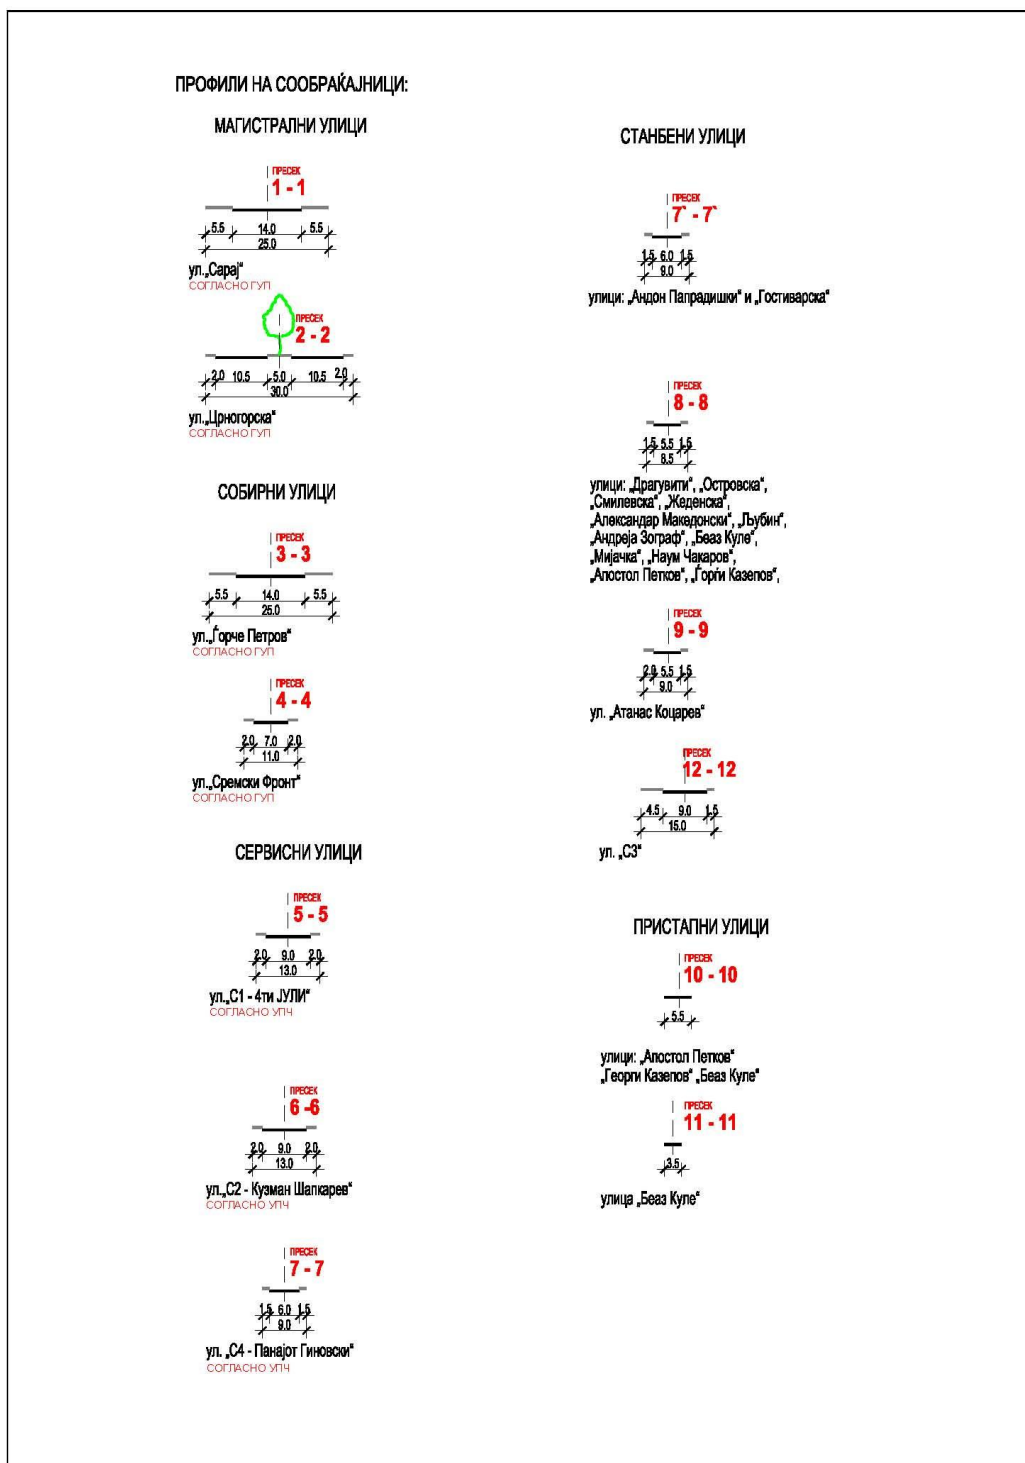 ПРОФИЛИ НА СООБРАЌАЈНИЦИ:
МАГИСТРАЛНИ УЛИЦИ
ПРЕСЕК
1 - 1
5.5 14.0 5.5
25.0
ул.„Сарај“
СОГЛАСНО ГУП
ПРЕСЕК
2 - 2
2.0 10.5 5.0 10.5 2.0
30.0
ул.„Црногорска“
СОГЛАСНО ГУП
СОБИРНИ УЛИЦИ
ПРЕСЕК
3 - 3
5.5 14.0 5.5
25.0
ул.„Ѓорче Петров“
СОГЛАСНО ГУП
ПРЕСЕК
4 - 4
2.0 7.0 2.0
11.0
ул.„Сремски Фронт“
СОГЛАСНО ГУП
СЕРВИСНИ УЛИЦИ
ПРЕСЕК
5 - 5
2.0 9.0 2.0
13.0
ул.„С1 - 4ти ЈУЛИ“
СОГЛАСНО УПЧ
ПРЕСЕК
6 -6
2.0 9.0 2.0
13.0
ул.„С2 - Кузман Шапкарев“
СОГЛАСНО УПЧ
ПРЕСЕК
7 - 7
1.5 6.0 1.5
9.0
ул. „С4 - Панајот Гиновски“
СОГЛАСНО УПЧ
СТАНБЕНИ УЛИЦИ
ПРЕСЕК
7` - 7`
1.5 6.0 1.5
9.0
улици: „Андон Папрадишки“ и „Гостиварска“
ПРЕСЕК
8 - 8
1.5 5.5 1.5
8.5
улици: „Драгувити“, „Островска“,
„Смилевска“, „Жеденска“,
„Александар Македонски“, „Љубин“,
„Андреја Зограф“, „Беаз Куле“,
„Мијачка“, „Наум Чакаров“,
„Апостол Петков“, „Ѓорѓи Казепов“,
ПРЕСЕК
9 - 9
2.0 5.5 1.5
9.0
ул. „Атанас Коцарев“
ПРЕСЕК
12 - 12
4.5 9.0 1.5
15.0
ул. „С3“
ПРИСТАПНИ УЛИЦИ
ПРЕСЕК
10 - 10
5.5
улици: „Апостол Петков“
„Георги Казепов“ „Беаз Куле“
ПРЕСЕК
11 - 11
3.5
улица „Беаз Куле“